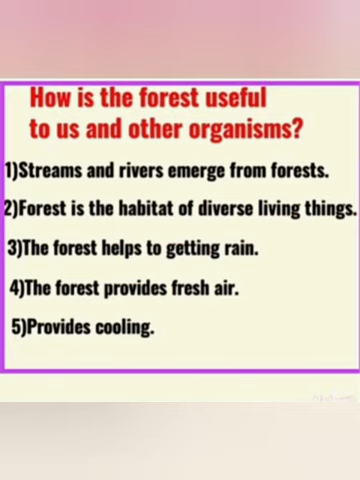 How is the forest useful
to us and other organisms?
1)Streams and rivers emerge from forests.
2)Forest is the habitat of diverse living things.
3)The forest helps to getting rain.
4)The forest provides fresh air.
5)Provides cooling.